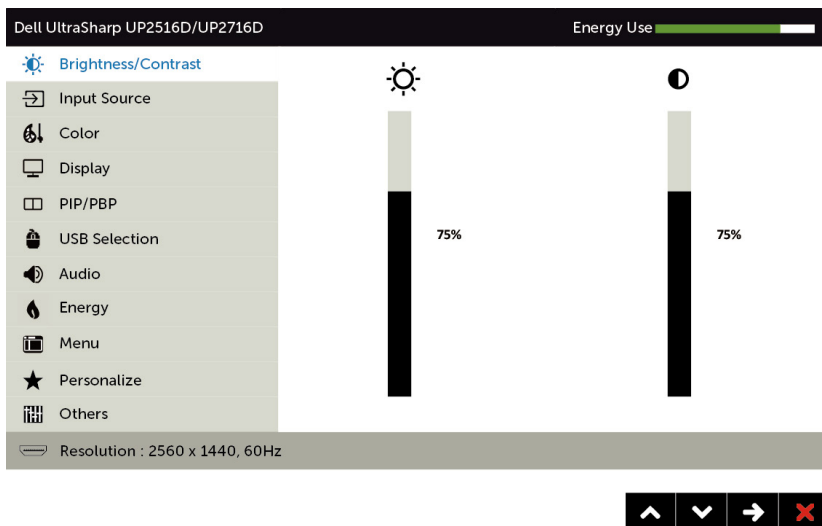 Dell UltraSharp UP2516D/UP2716D
Energy Use
Brightness/Contrast
Input Source
Color
Display
PIP/PBP
USB Selection
Audio
Energy
Menu
Personalize
Others
75%
75%
Resolution : 2560 x 1440, 60Hz